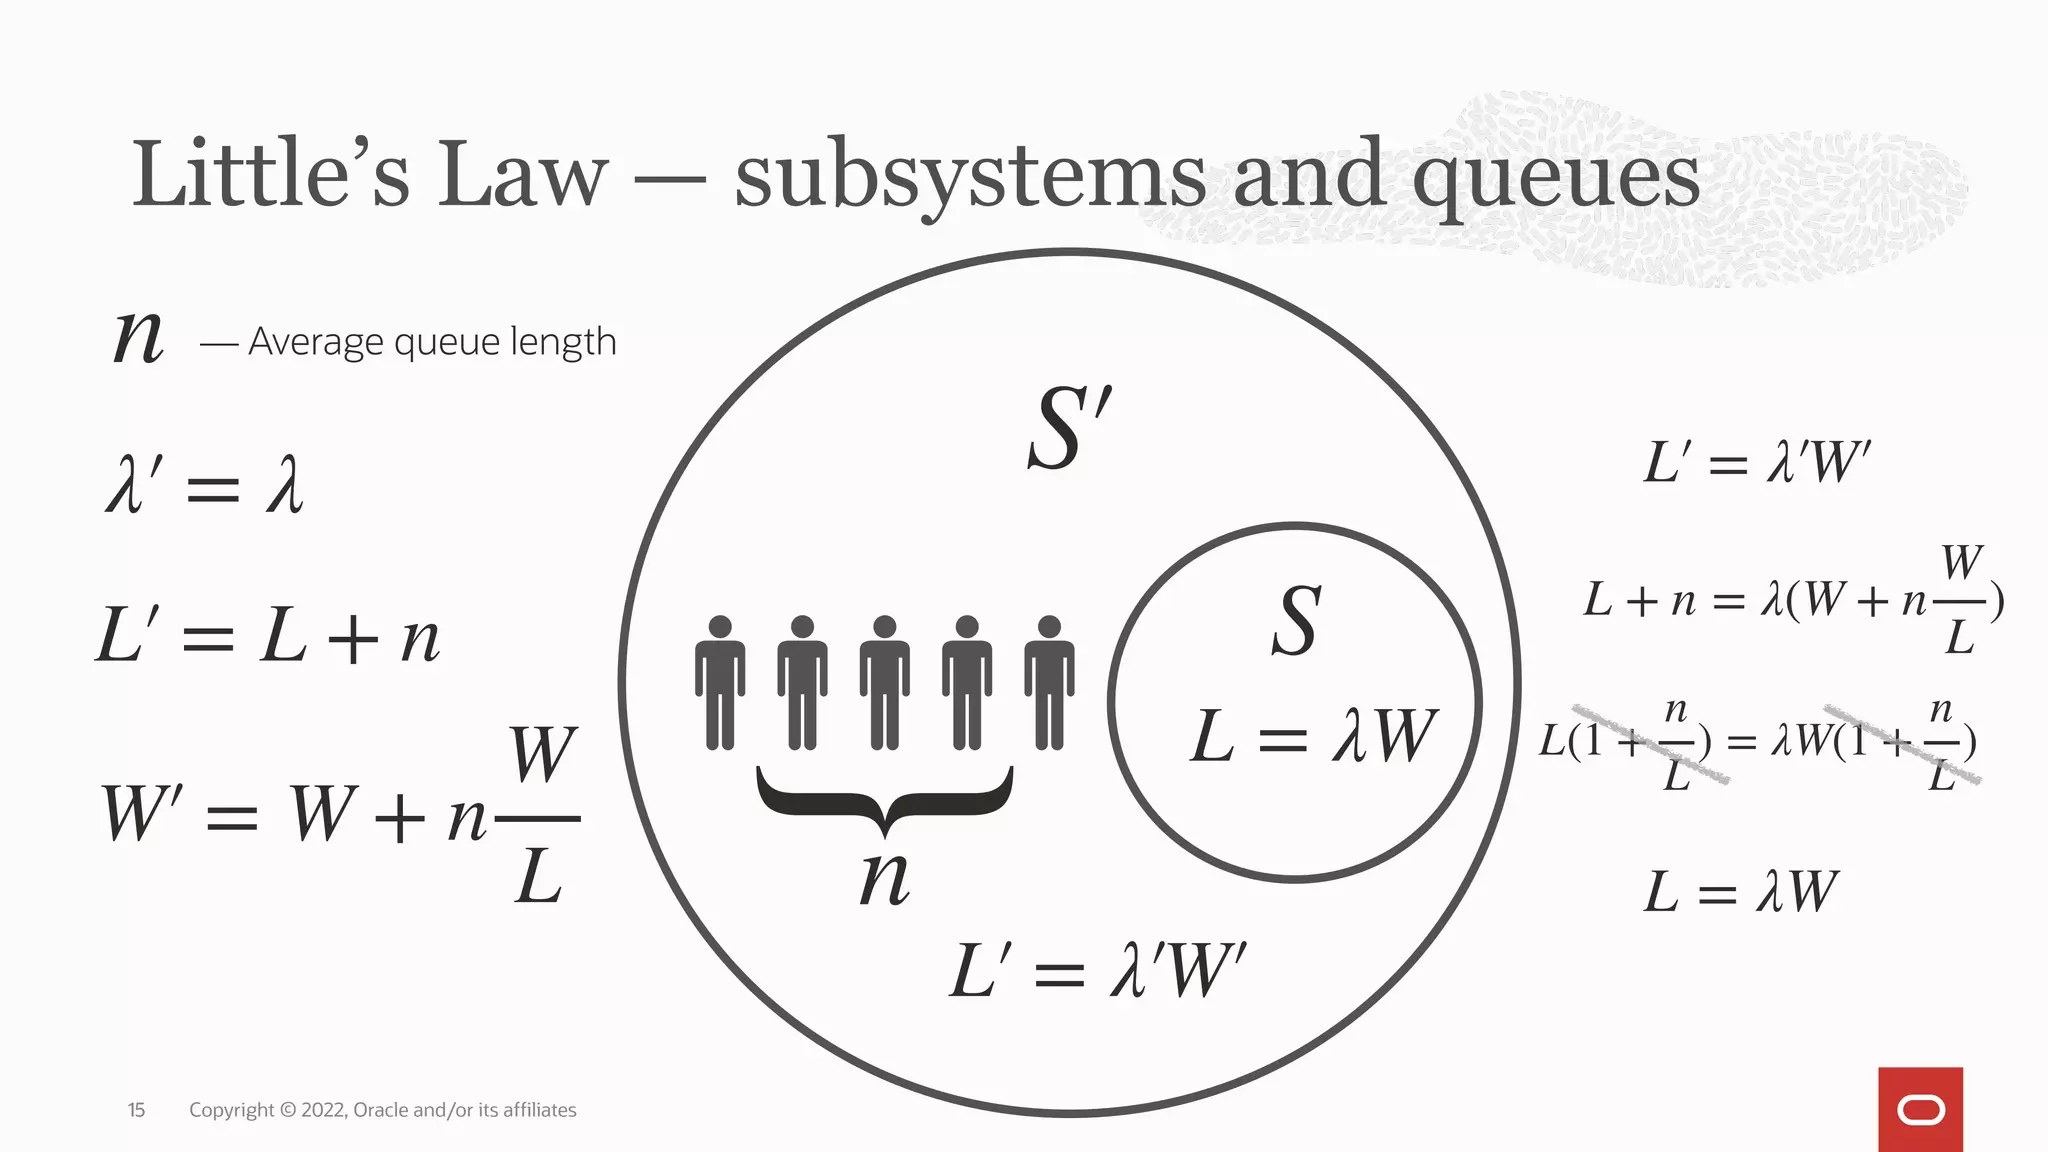 Little’s Law — subsystems and queues
n — Average queue length
λ′ = λ
L′ = L + n
W′ = W + n W/L
S′
S
L = λW
n
L′ = λ′W′
L′ = λ′W′
L + n = λ(W + n W/L)
L(1 + n/L) = λW(1 + n/L)
L = λW
15 Copyright © 2022, Oracle and/or its affiliates